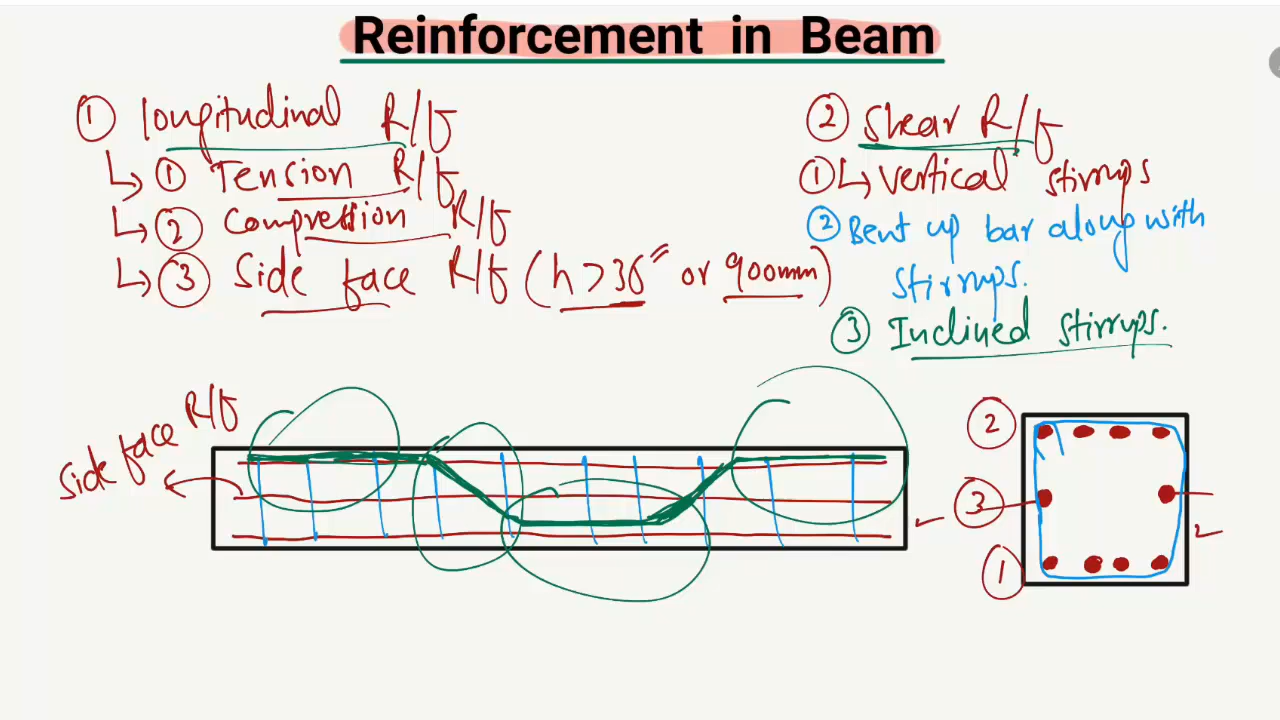 Reinforcement in Beam
① longitudinal R/f
↳ ① Tension R/f
↳ ② Compression R/f
↳ ③ Side face R/f (h > 36" or 900mm)
② Shear R/f
① ↳ vertical stirrups
② Bent up bar along with
stirrups.
③ Inclined stirrups.
Side face R/f
②
③
①